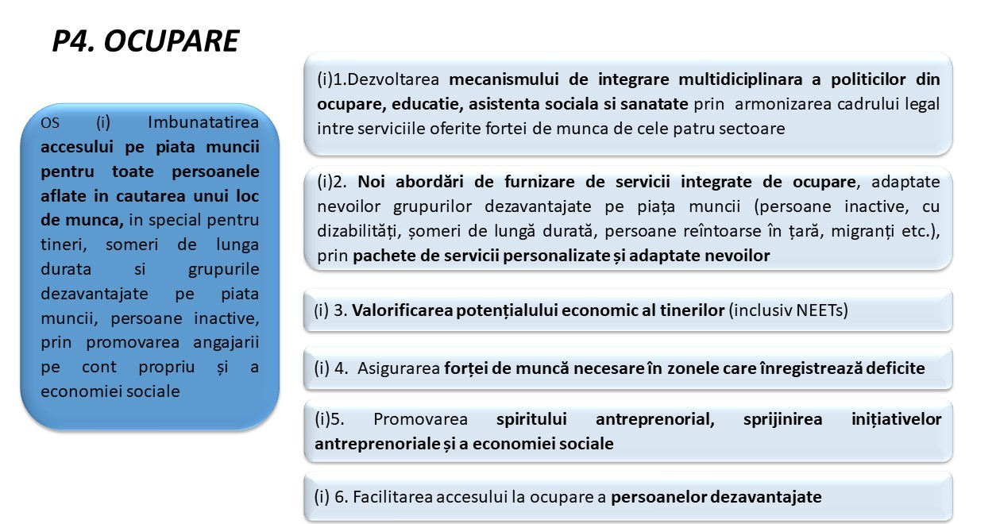 P4. OCUPARE
OS (i) Imbunatatirea
accesului pe piata muncii
pentru toate persoanele
aflate in cautarea unui loc
de munca, in special pentru
tineri, someri de lunga
durata si grupurile
dezavantajate pe piata
muncii, persoane inactive,
prin promovarea angajarii
pe cont propriu și a
economiei sociale
(i)1.Dezvoltarea mecanismului de integrare multidiciplinara a politicilor din
ocupare, educatie, asistenta sociala si sanatate prin armonizarea cadrului legal
intre serviciile oferite fortei de munca de cele patru sectoare
(i)2. Noi abordări de furnizare de servicii integrate de ocupare, adaptate
nevoilor grupurilor dezavantajate pe piața muncii (persoane inactive, cu
dizabilități, șomeri de lungă durată, persoane reîntoarse în țară, migranți etc.),
prin pachete de servicii personalizate și adaptate nevoilor
(i) 3. Valorificarea potențialului economic al tinerilor (inclusiv NEETs)
(i) 4. Asigurarea forței de muncă necesare în zonele care înregistrează deficite
(i)5. Promovarea spiritului antreprenorial, sprijinirea inițiativelor
antreprenoriale și a economiei sociale
(i) 6. Facilitarea accesului la ocupare a persoanelor dezavantajate